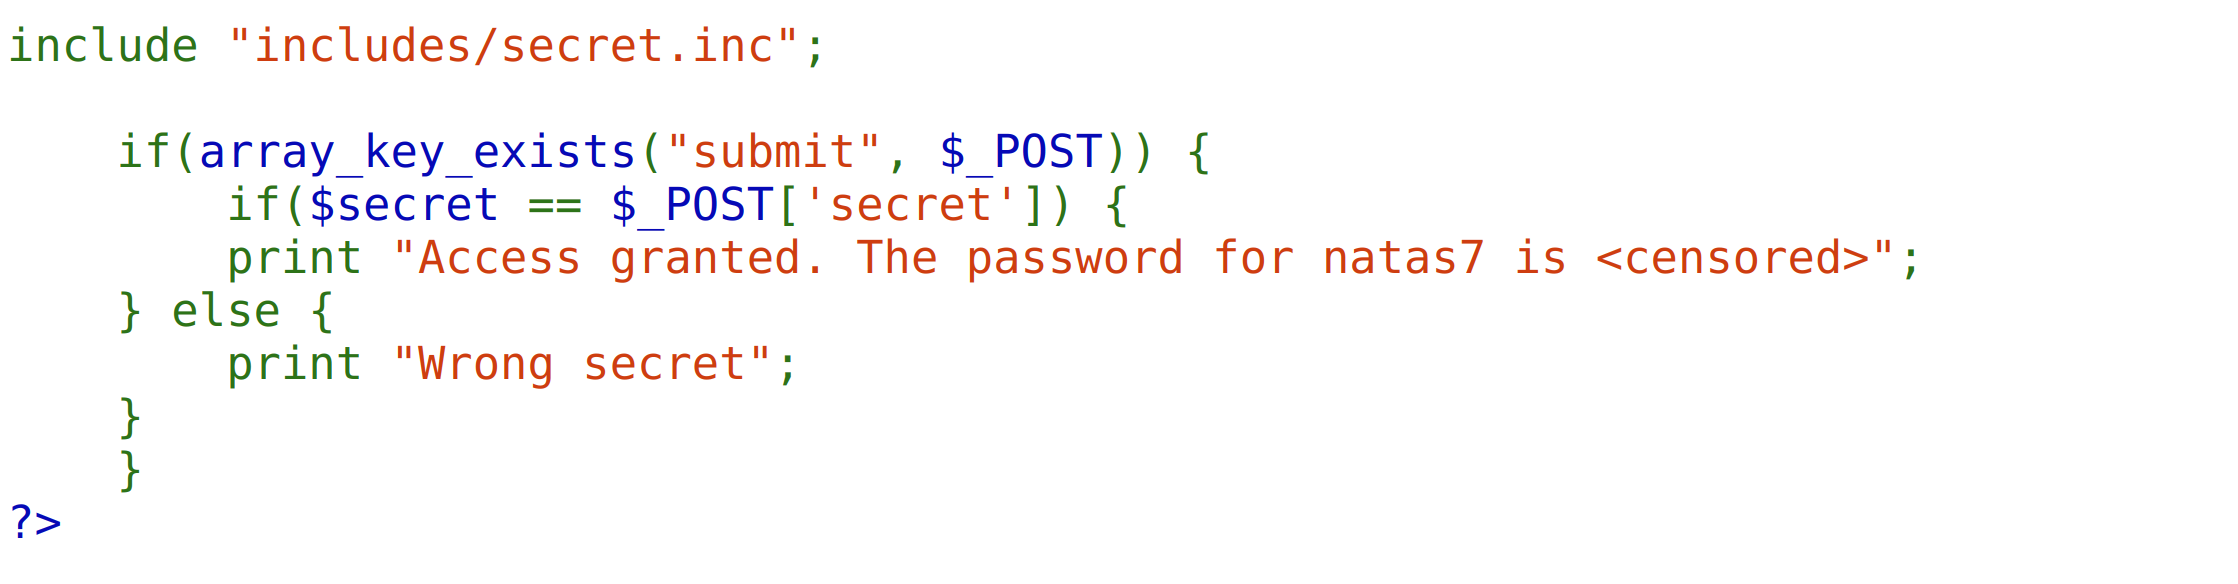 include "includes/secret.inc";
if(array_key_exists("submit", $_POST)) {
if($secret == $_POST['secret']) {
print "Access granted. The password for natas7 is <censored>";
} else {
print "Wrong secret";
}
}
?>